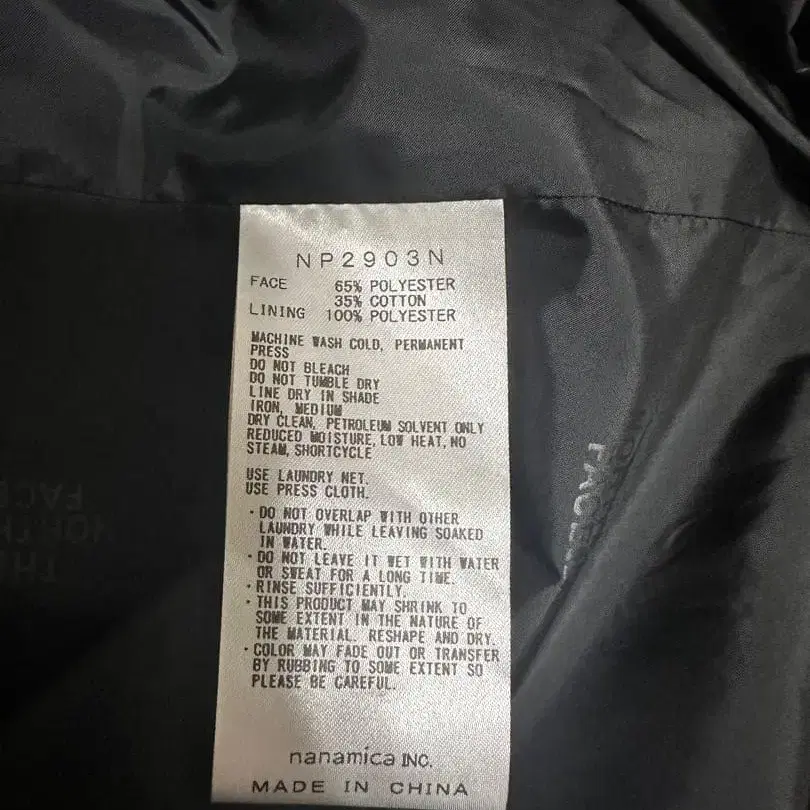 NP2903N
FACE 65% POLYESTER
35% COTTON
LINING 100% POLYESTER
MACHINE WASH COLD, PERMANENT
PRESS
DO NOT BLEACH
DO NOT TUMBLE DRY
LINE DRY IN SHADE
IRON, MEDIUM
DRY CLEAN, PETROLEUM SOLVENT ONLY
REDUCED MOISTURE, LOW HEAT, NO
STEAM, SHORTCYCLE
USE LAUNDRY NET.
USE PRESS CLOTH.
・DO NOT OVERLAP WITH OTHER
LAUNDRY WHILE LEAVING SOAKED
IN WATER.
・DO NOT LEAVE IT WET WITH WATER
OR SWEAT FOR A LONG TIME.
・RINSE SUFFICIENTLY.
・THIS PRODUCT MAY SHRINK TO
SOME EXTENT IN THE NATURE OF
THE MATERIAL. RESHAPE AND DRY.
・COLOR MAY FADE OUT OR TRANSFER
BY RUBBING TO SOME EXTENT SO
PLEASE BE CAREFUL.
nanamica INC.
MADE IN CHINA
THE
NORTH
FACE